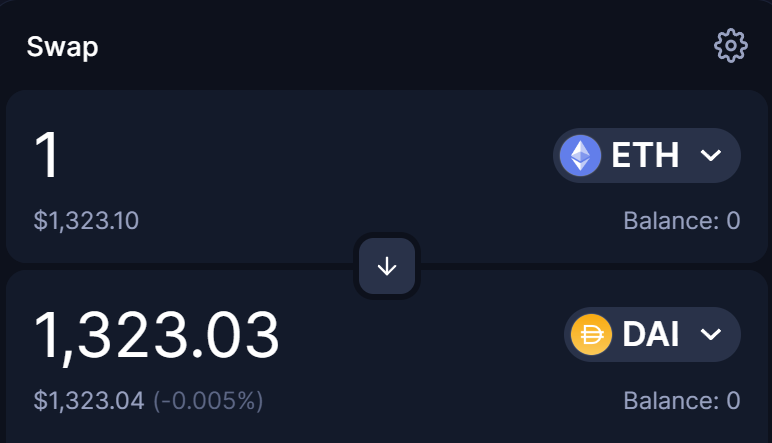 Swap
1
ETH
$1,323.10
Balance: 0
1,323.03
DAI
$1,323.04 (-0.005%)
Balance: 0